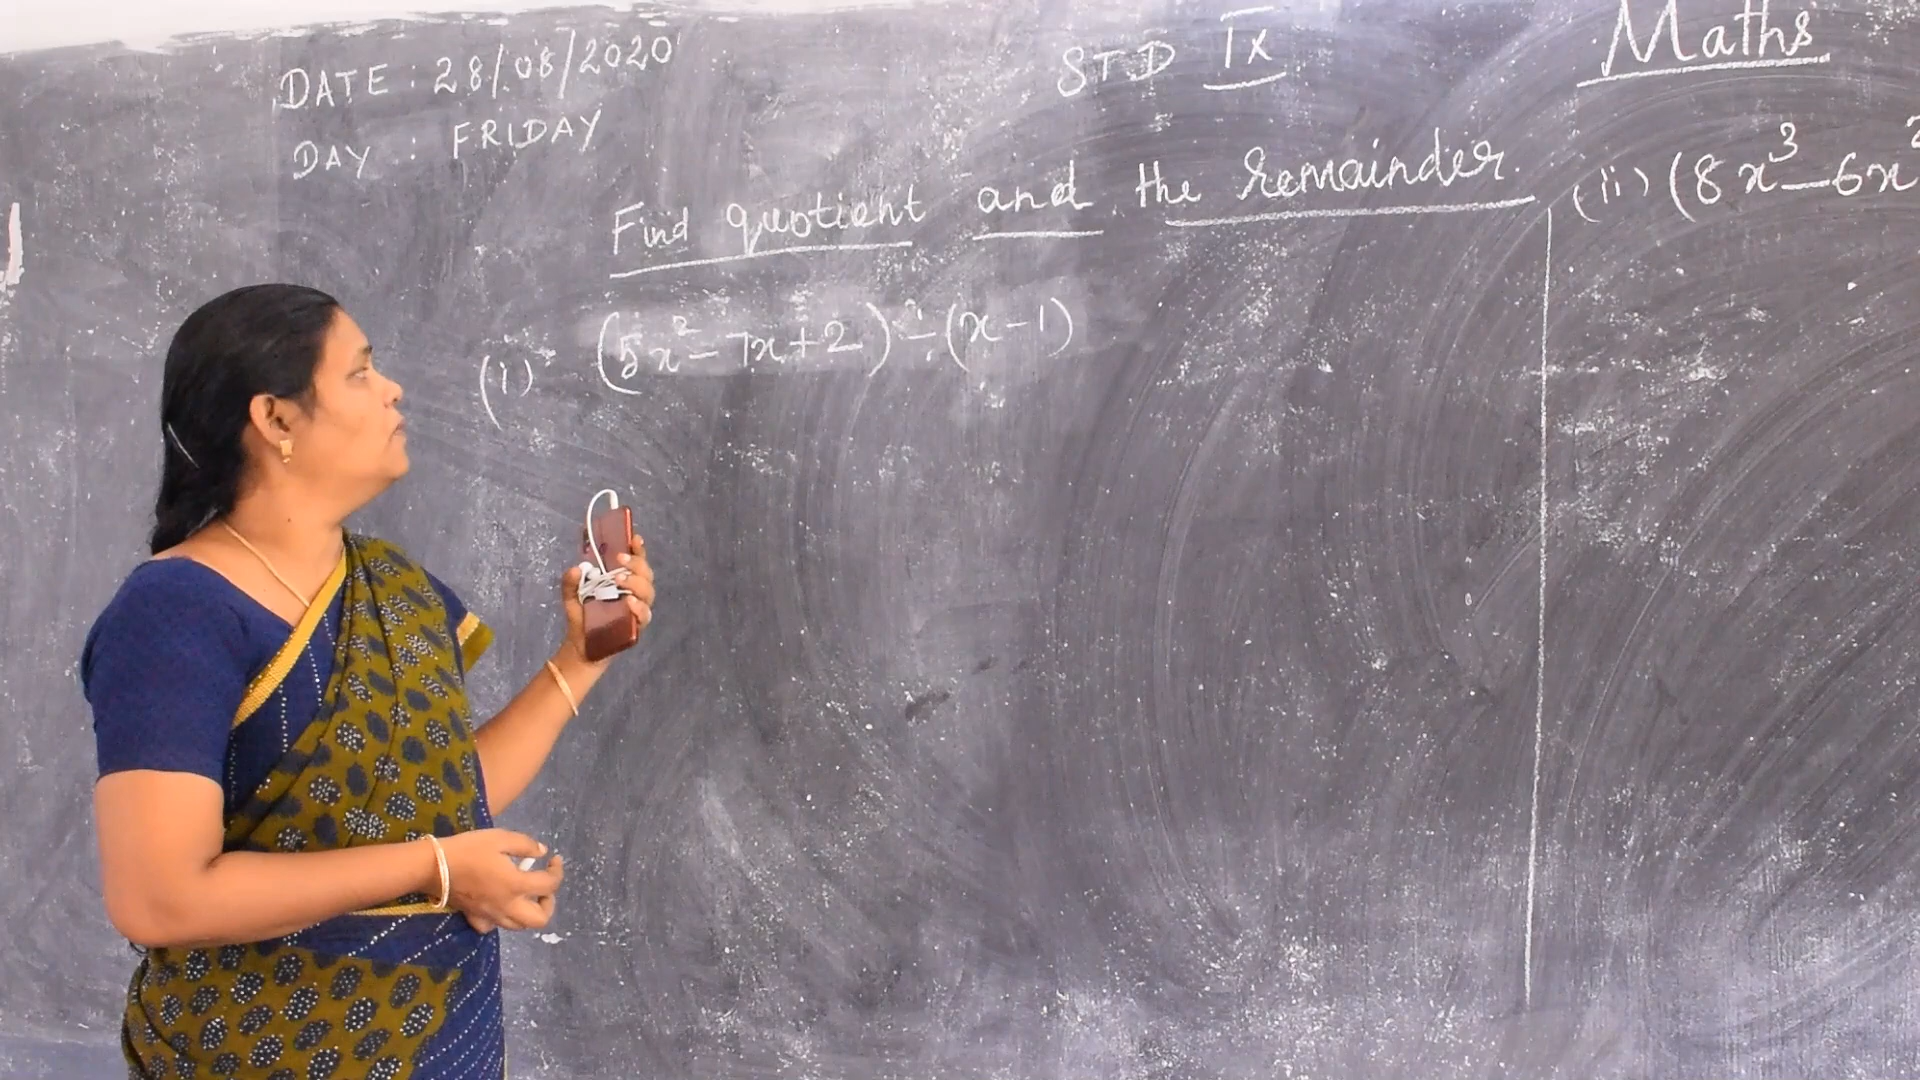 DATE : 28/08/2020
DAY : FRIDAY
STD IX
Maths
Find quotient and the remainder.
(i) (5x²-7x+2) ÷ (x-1)
(ii) (8x³-6x²